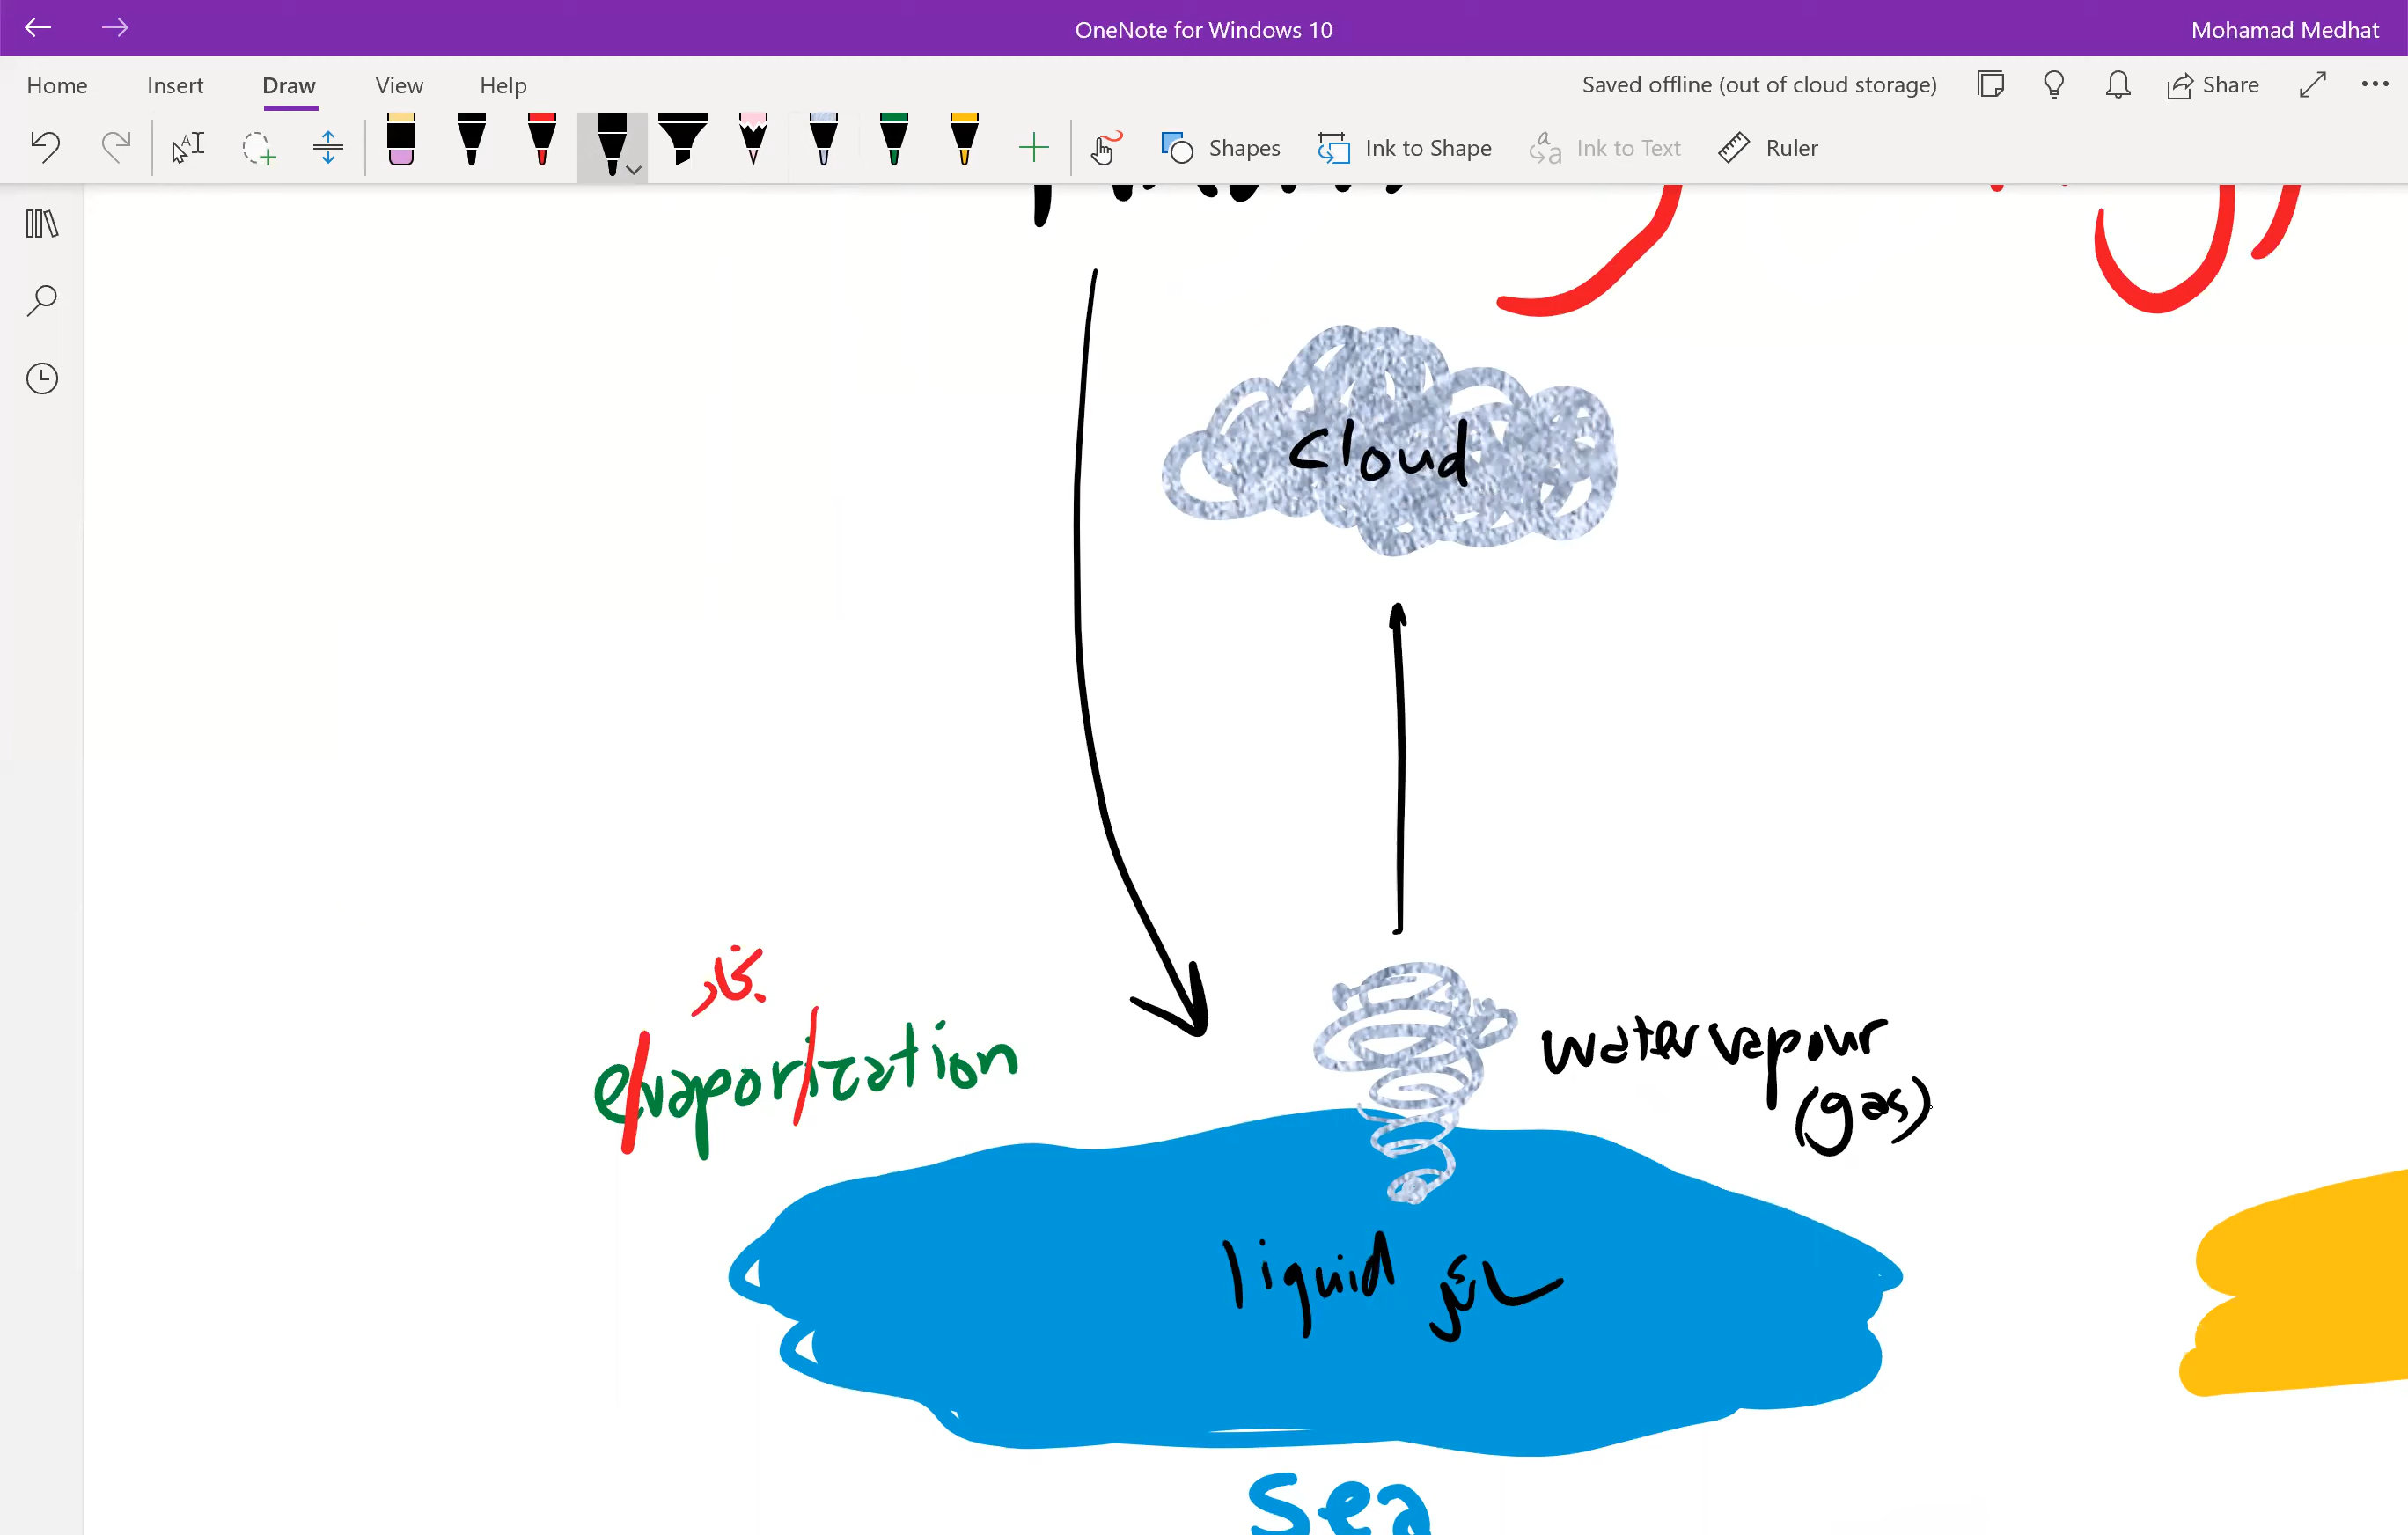 OneNote for Windows 10
Mohamad Medhat
Home Insert Draw View Help
Saved offline (out of cloud storage)
Share
Shapes
Ink to Shape
Ink to Text
Ruler
cloud
بخار
evaporization
water vapour
(gas)
liquid سائل
Sea